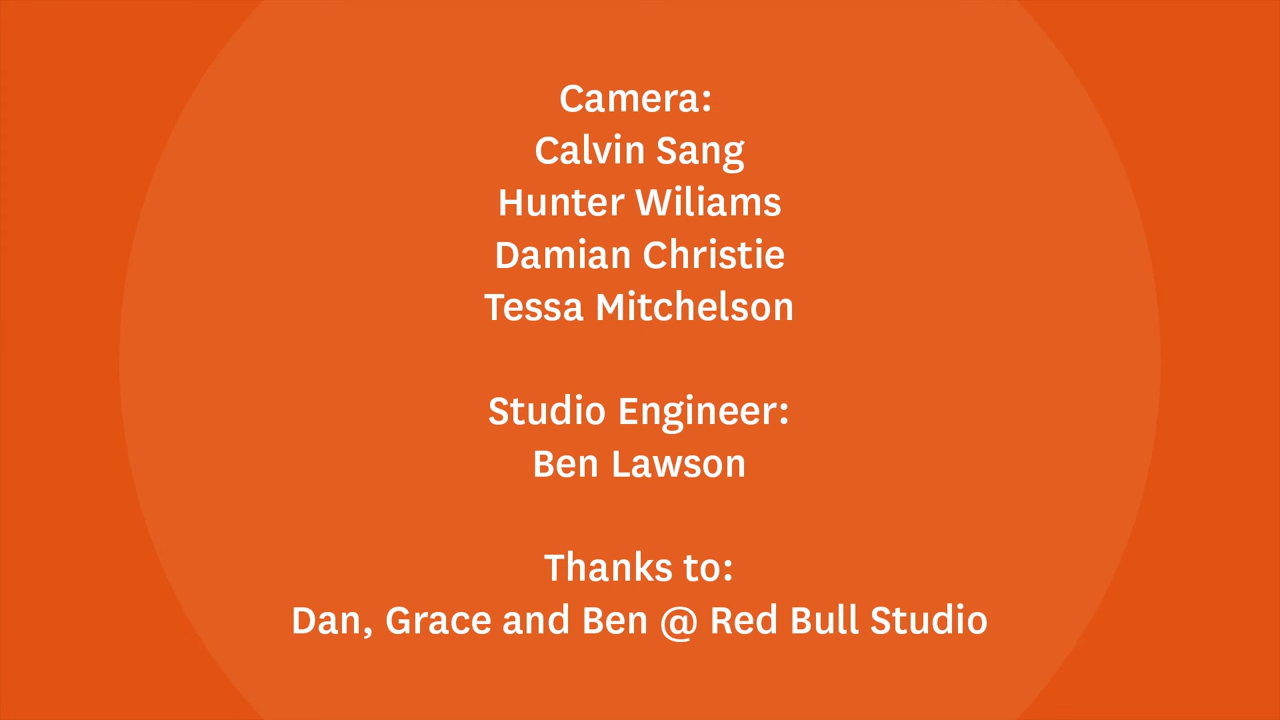 Camera:
Calvin Sang
Hunter Wiliams
Damian Christie
Tessa Mitchelson
Studio Engineer:
Ben Lawson
Thanks to:
Dan, Grace and Ben @ Red Bull Studio